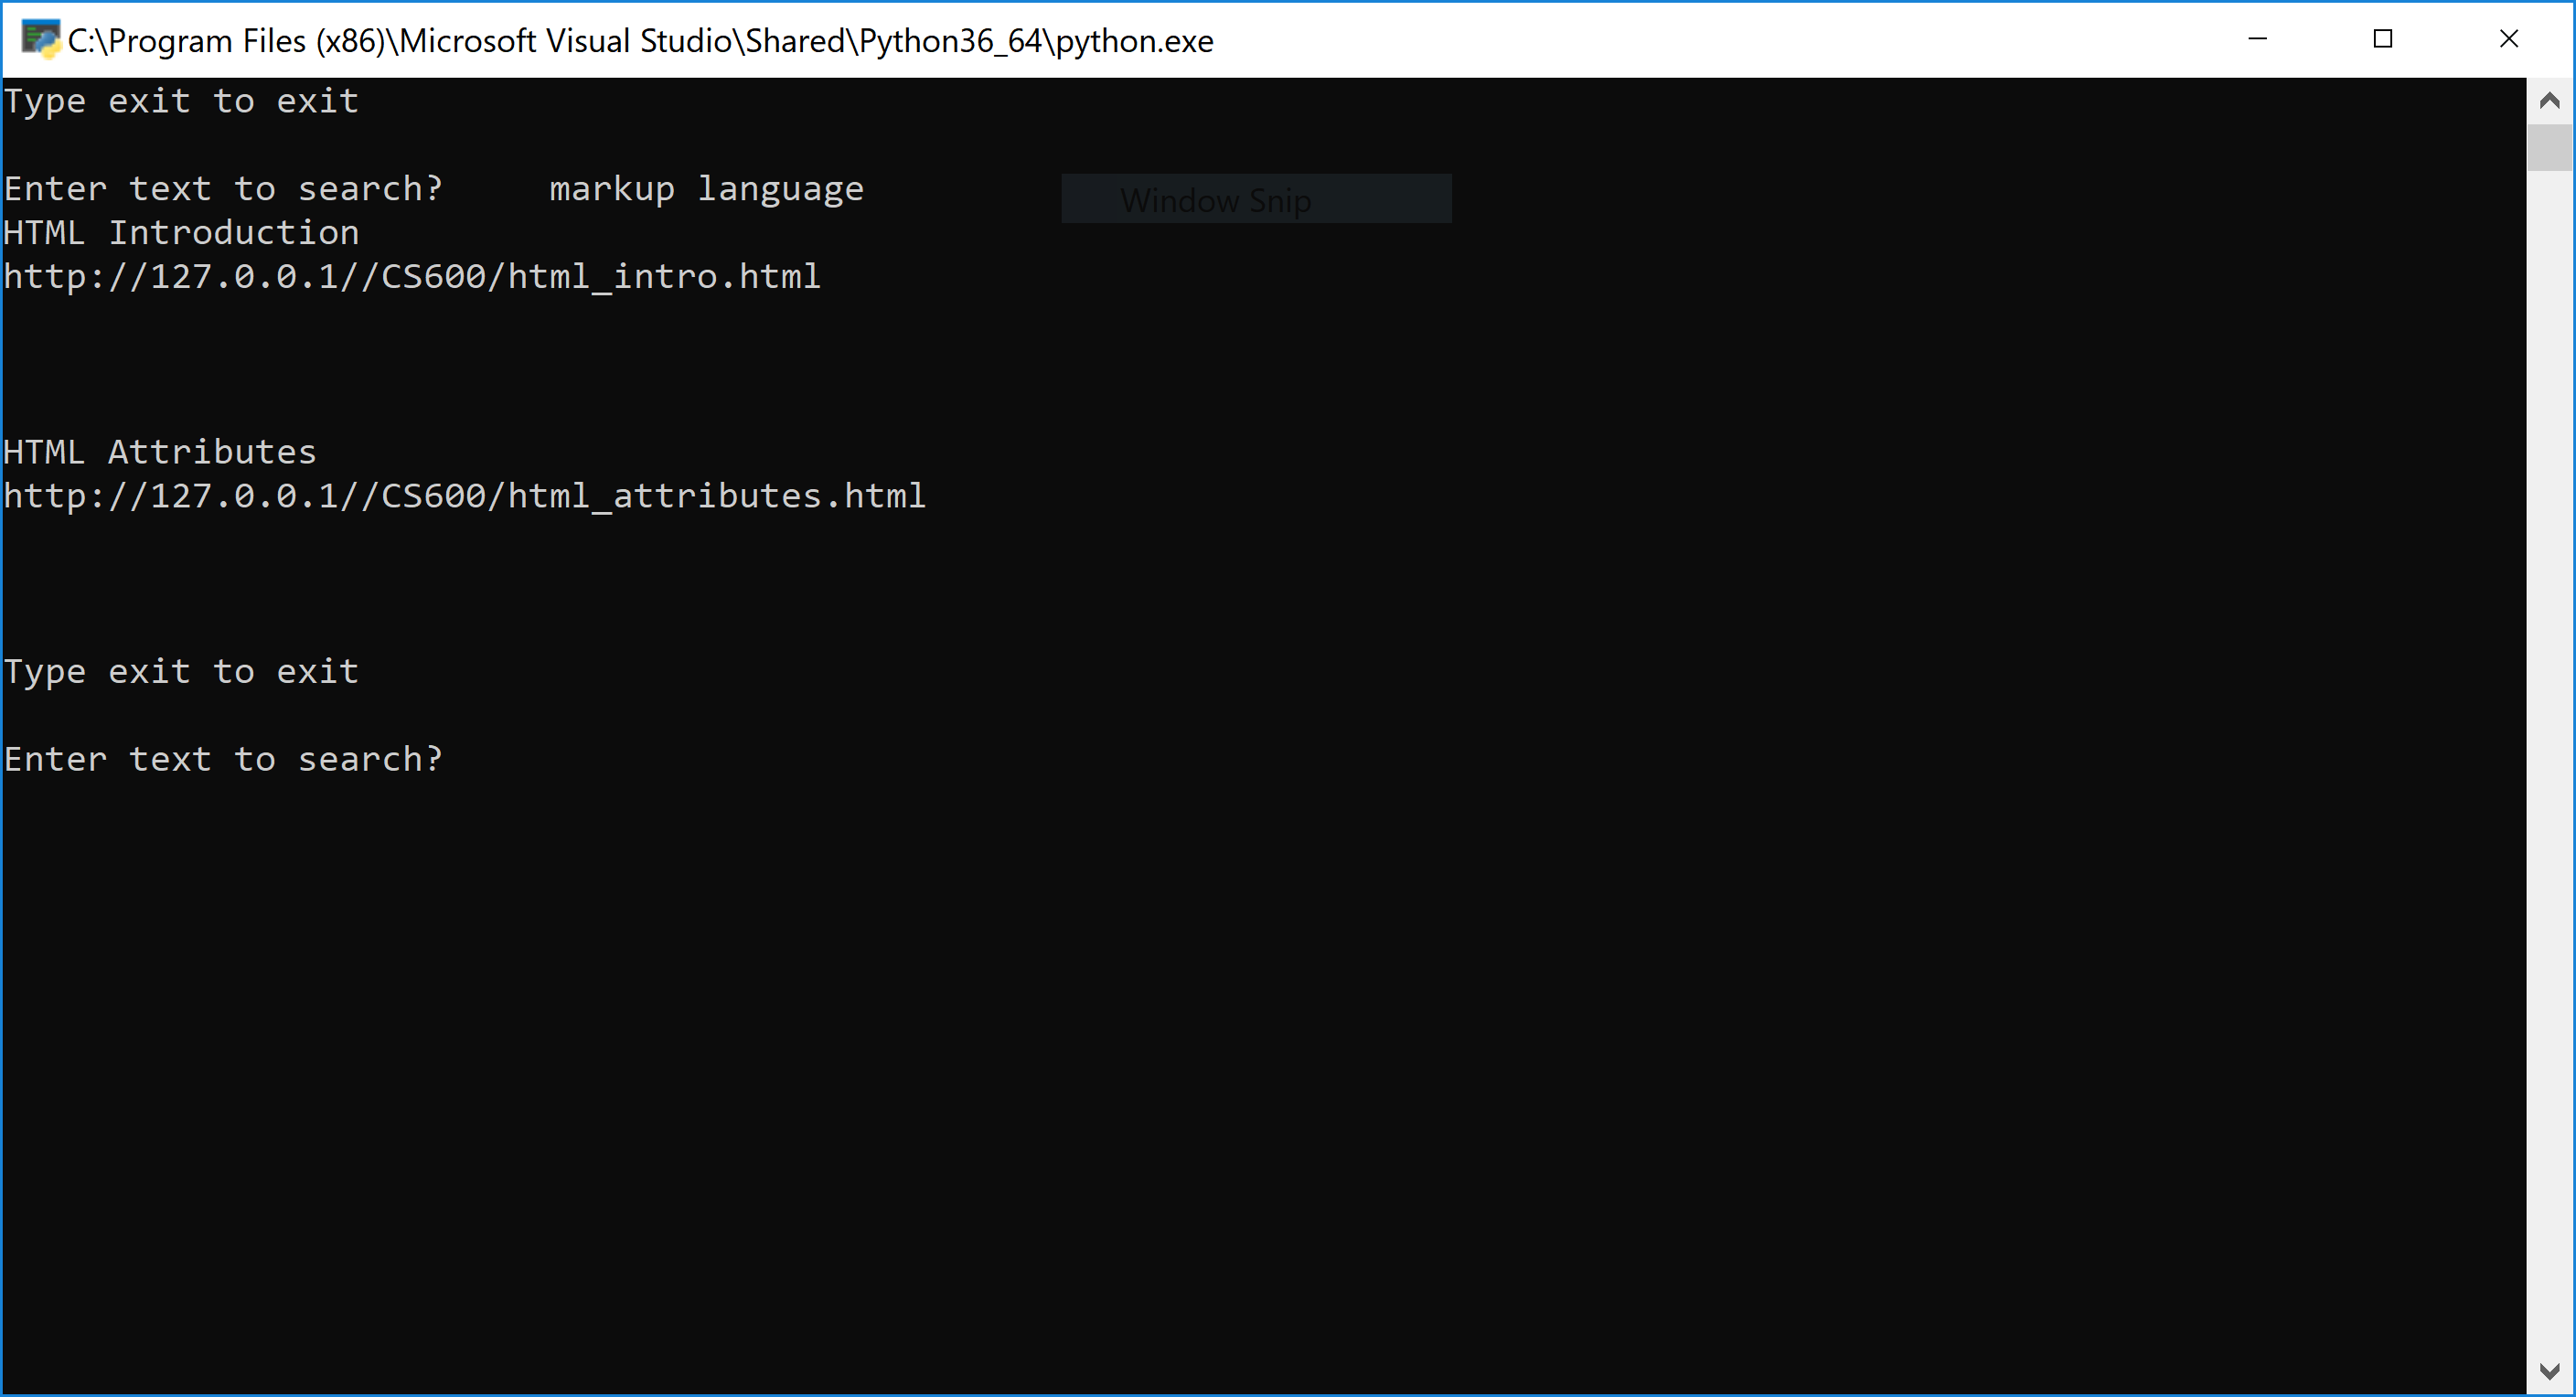 C:\Program Files (x86)\Microsoft Visual Studio\Shared\Python36_64\python.exe
Type exit to exit
Enter text to search?     markup language
Window Snip
HTML Introduction
http://127.0.0.1//CS600/html_intro.html
HTML Attributes
http://127.0.0.1//CS600/html_attributes.html
Type exit to exit
Enter text to search?